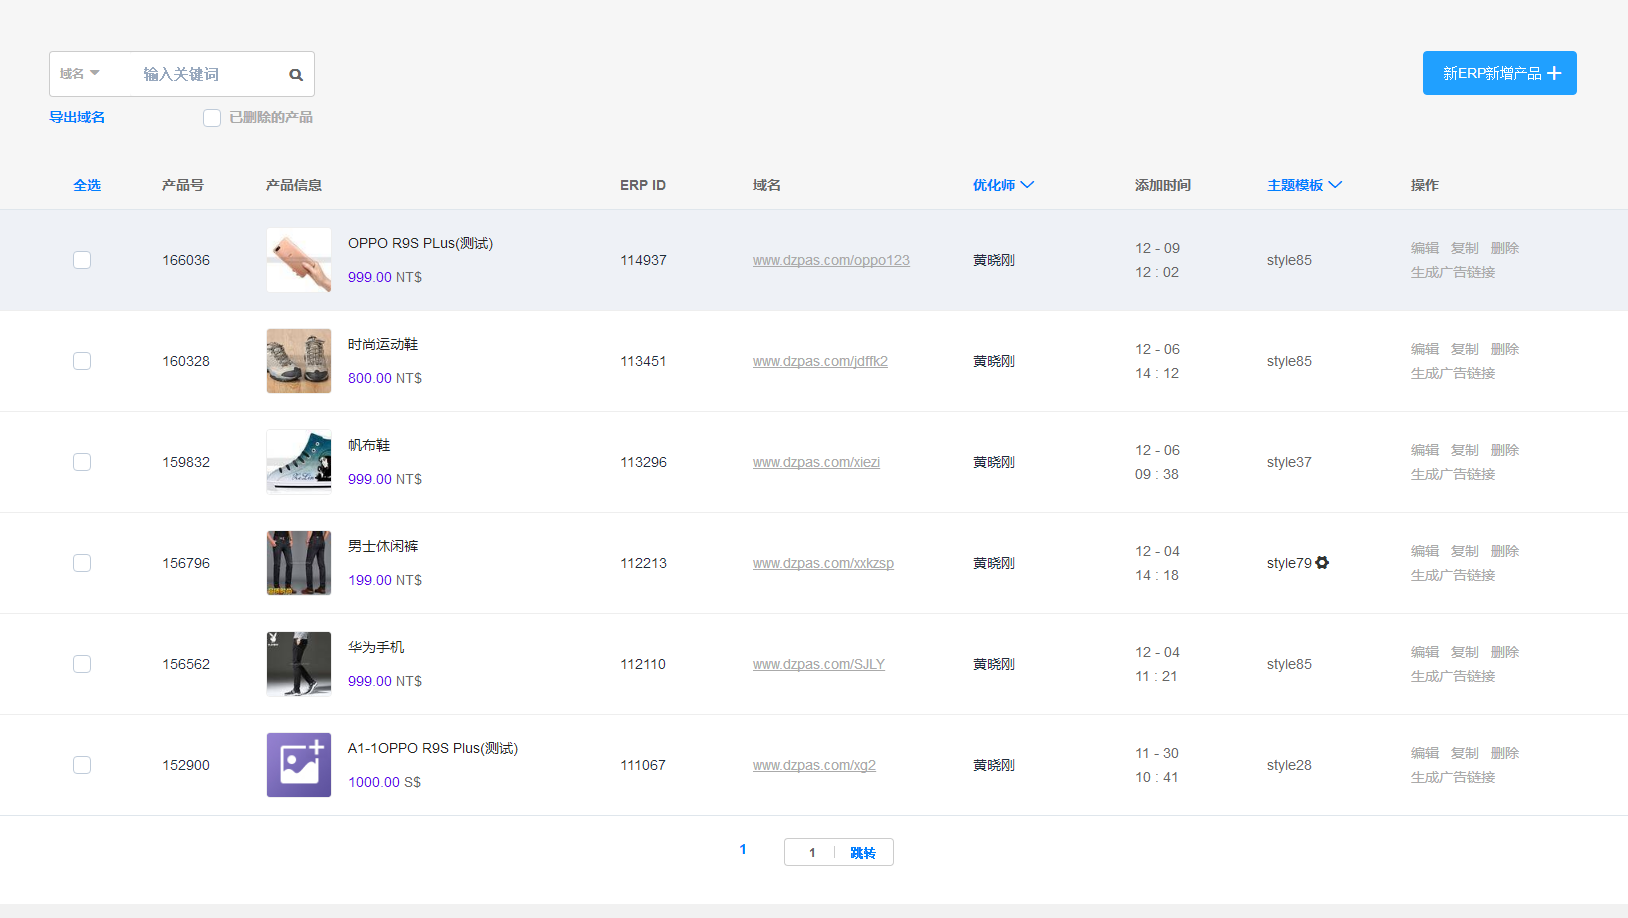 域名 输入关键词
新ERP新增产品
导出域名 已删除的产品
全选 产品号 产品信息 ERP ID 域名 优化师 添加时间 主题模板 操作
166036 OPPO R9S PLus(测试) 999.00 NT$ 114937 www.dzpas.com/oppo123 黄晓刚 12 - 09 12 : 02 style85 编辑 复制 删除 生成广告链接
160328 时尚运动鞋 800.00 NT$ 113451 www.dzpas.com/jdffk2 黄晓刚 12 - 06 14 : 12 style85 编辑 复制 删除 生成广告链接
159832 帆布鞋 999.00 NT$ 113296 www.dzpas.com/xiezi 黄晓刚 12 - 06 09 : 38 style37 编辑 复制 删除 生成广告链接
156796 男士休闲裤 199.00 NT$ 112213 www.dzpas.com/xxkzsp 黄晓刚 12 - 04 14 : 18 style79 编辑 复制 删除 生成广告链接
156562 华为手机 999.00 NT$ 112110 www.dzpas.com/SJLY 黄晓刚 12 - 04 11 : 21 style85 编辑 复制 删除 生成广告链接
152900 A1-1OPPO R9S Plus(测试) 1000.00 S$ 111067 www.dzpas.com/xg2 黄晓刚 11 - 30 10 : 41 style28 编辑 复制 删除 生成广告链接
1 1 跳转